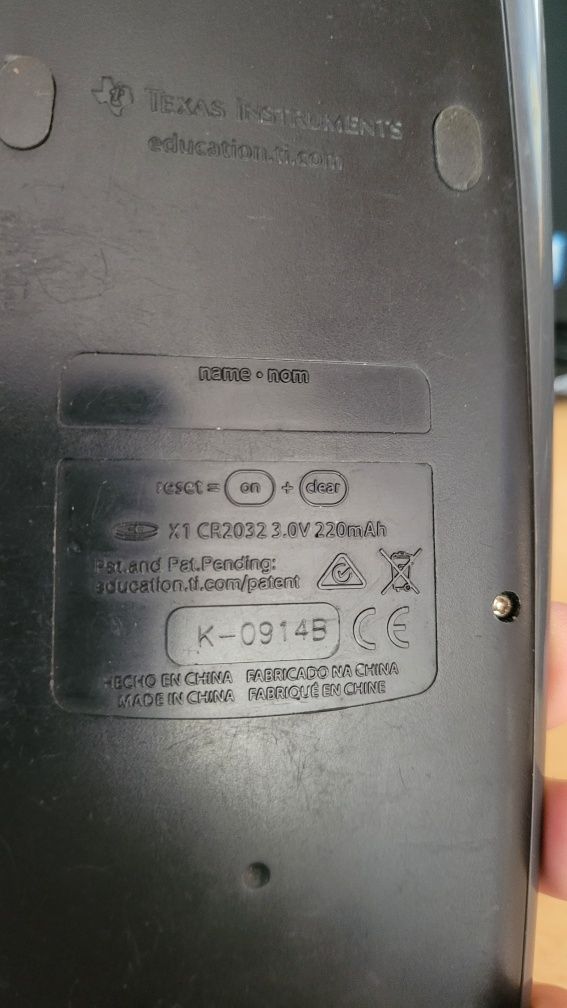 TEXAS INSTRUMENTS
education.ti.com
name • nom
reset = on + clear
X1 CR2032 3.0V 220mAh
Pat.and Pat.Pending:
education.ti.com/patent
K-0914B CE
HECHO EN CHINA FABRICADO NA CHINA
MADE IN CHINA FABRIQUÉ EN CHINE